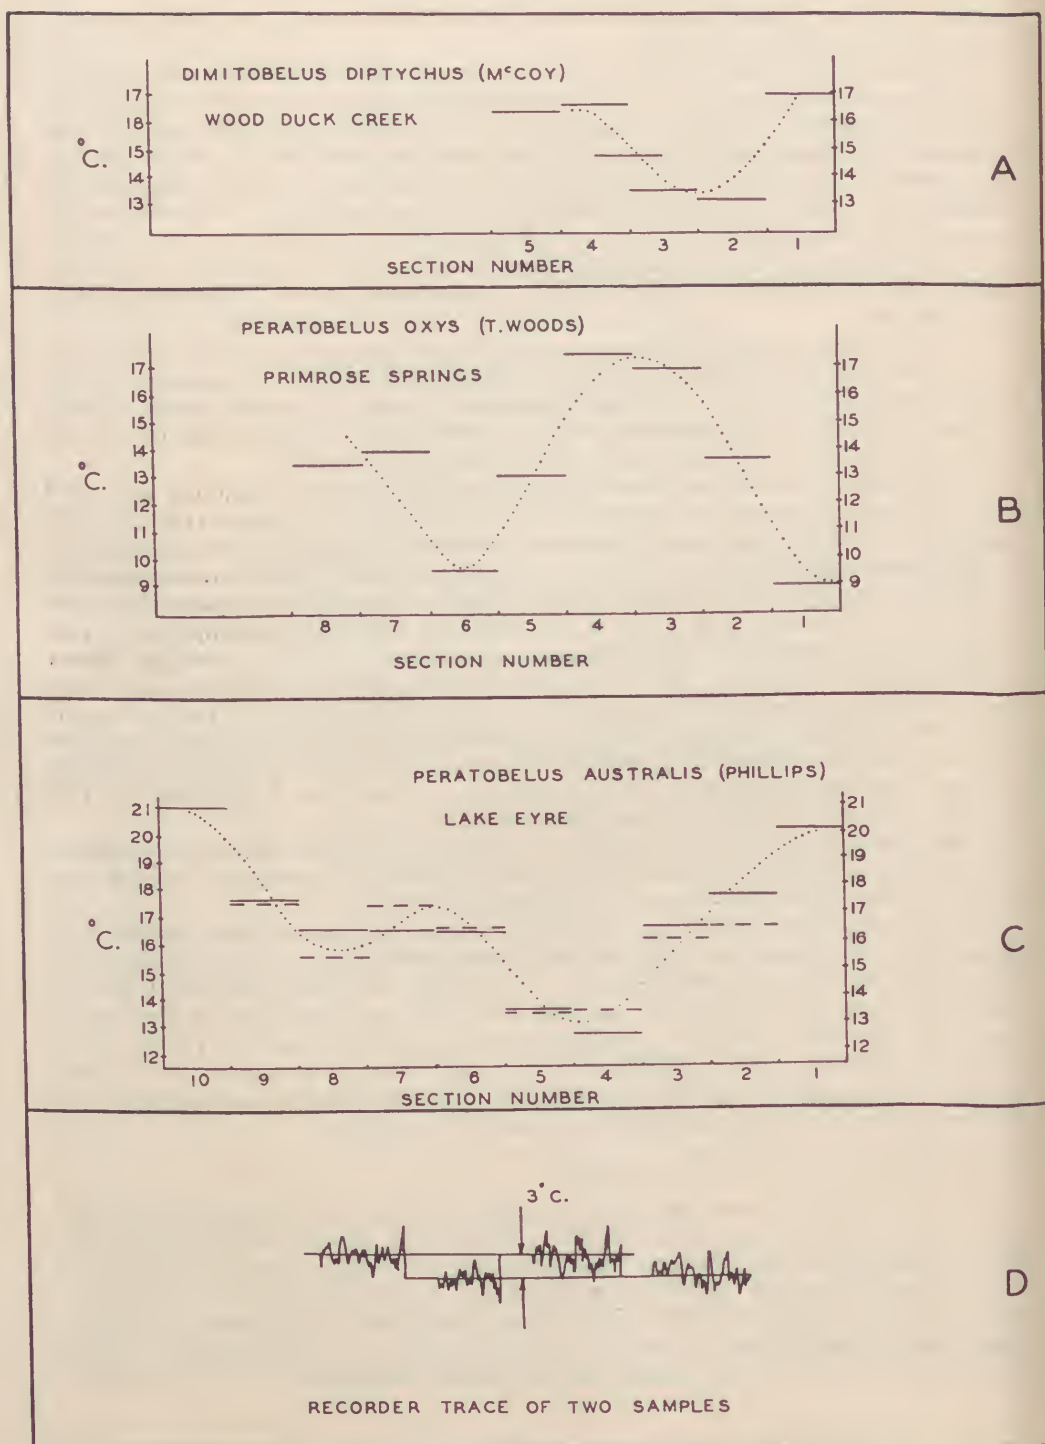 DIMITOBELUS DIPTYCHUS (McCOY)
WOOD DUCK CREEK
°C.
17
18
15
14
13
17
16
15
14
13
A
5 4 3 2 1
SECTION NUMBER
PERATOBELUS OXYS (T.WOODS)
PRIMROSE SPRINGS
°C.
17
16
15
14
13
12
11
10
9
17
16
15
14
13
12
11
10
9
B
8 7 6 5 4 3 2 1
SECTION NUMBER
PERATOBELUS AUSTRALIS (PHILLIPS)
LAKE EYRE
°C.
21
20
19
18
17
16
15
14
13
12
21
20
19
18
17
16
15
14
13
12
C
10 9 8 7 6 5 4 3 2 1
SECTION NUMBER
3°C.
D
RECORDER TRACE OF TWO SAMPLES